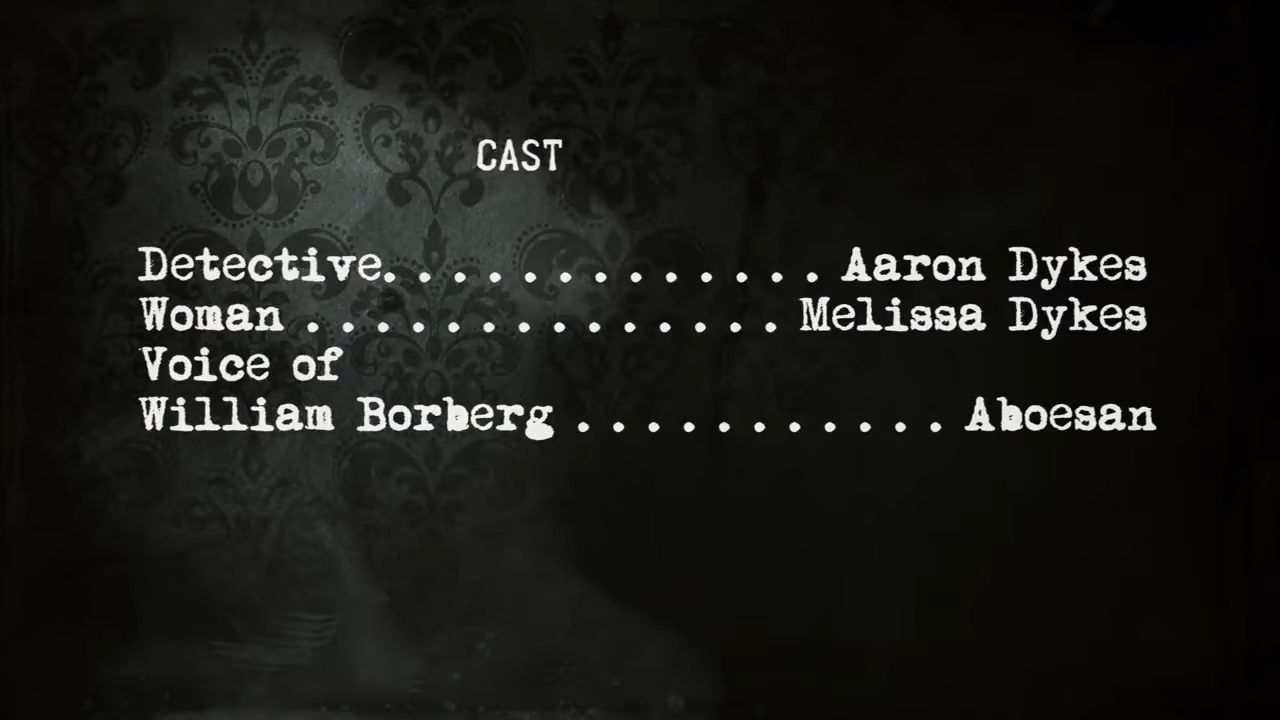 CAST
Detective. . . . . . . . . . . . . Aaron Dykes
Woman . . . . . . . . . . . . . . Melissa Dykes
Voice of
William Borberg . . . . . . . . . . . Aboesan